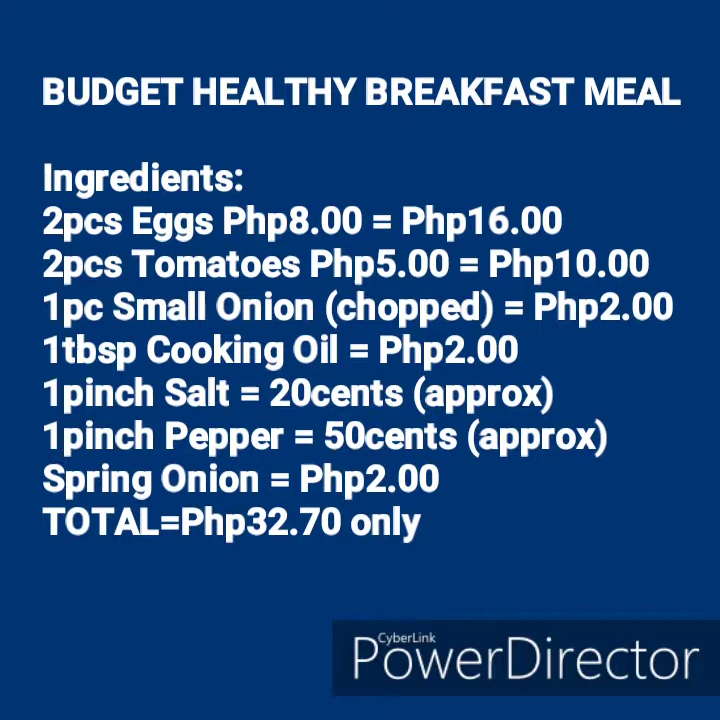 BUDGET HEALTHY BREAKFAST MEAL
Ingredients:
2pcs Eggs Php8.00 = Php16.00
2pcs Tomatoes Php5.00 = Php10.00
1pc Small Onion (chopped) = Php2.00
1tbsp Cooking Oil = Php2.00
1pinch Salt = 20cents (approx)
1pinch Pepper = 50cents (approx)
Spring Onion = Php2.00
TOTAL=Php32.70 only
CyberLink
PowerDirector